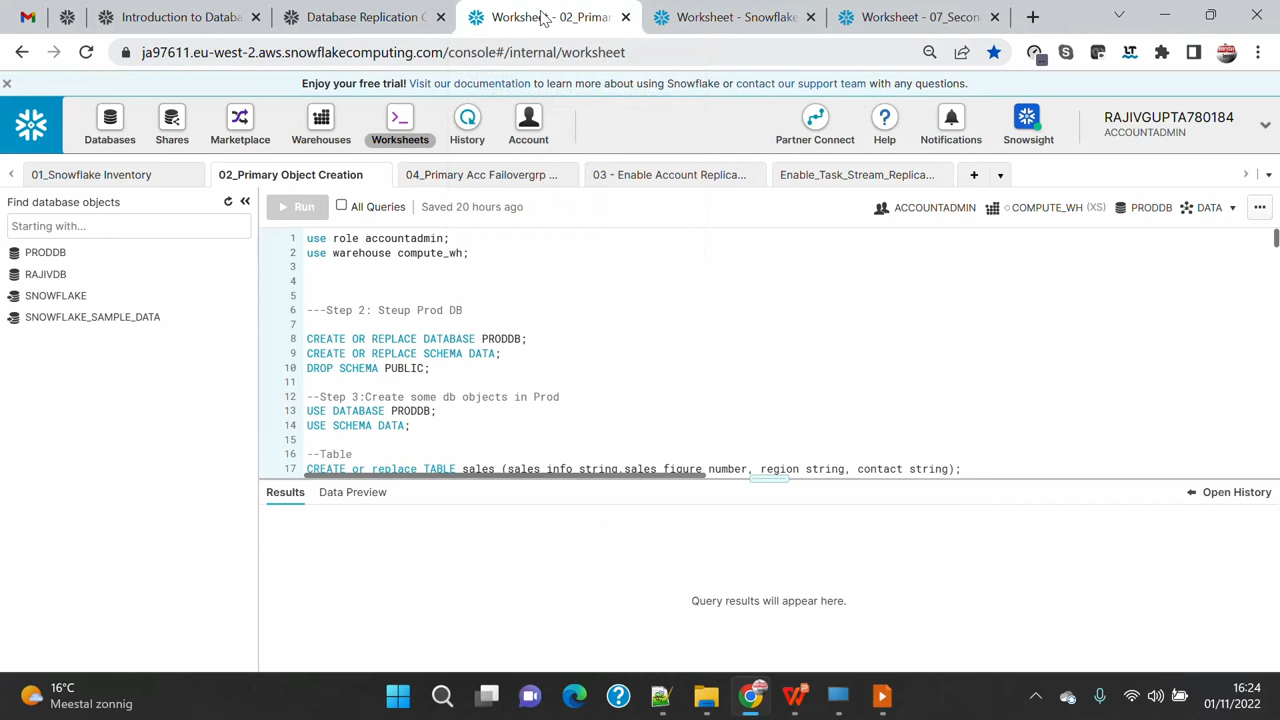 Introduction to Databa
Database Replication C
Worksheet - 02_Primar
Worksheet - Snowflake
Worksheet - 07_Secon
ja97611.eu-west-2.aws.snowflakecomputing.com/console#/internal/worksheet
Enjoy your free trial! Visit our documentation to learn more about using Snowflake or contact our support team with any questions.
Databases
Shares
Marketplace
Warehouses
Worksheets
History
Account
Partner Connect
Help
Notifications
Snowsight
RAJIVGUPTA780184
ACCOUNTADMIN
01_Snowflake Inventory
02_Primary Object Creation
04_Primary Acc Failovergrp ...
03 - Enable Account Replica...
Enable_Task_Stream_Replica...
Find database objects
Starting with...
PRODDB
RAJIVDB
SNOWFLAKE
SNOWFLAKE_SAMPLE_DATA
Run
All Queries
Saved 20 hours ago
ACCOUNTADMIN
COMPUTE_WH (XS)
PRODDB
DATA
1 use role accountadmin;
2 use warehouse compute_wh;
3
4
5
6 ---Step 2: Steup Prod DB
7
8 CREATE OR REPLACE DATABASE PRODDB;
9 CREATE OR REPLACE SCHEMA DATA;
10 DROP SCHEMA PUBLIC;
11
12 --Step 3:Create some db objects in Prod
13 USE DATABASE PRODDB;
14 USE SCHEMA DATA;
15
16 --Table
17 CREATE or replace TABLE sales (sales_info string,sales_figure number, region string, contact string);
Results
Data Preview
Open History
Query results will appear here.
16°C
Meestal zonnig
16:24
01/11/2022